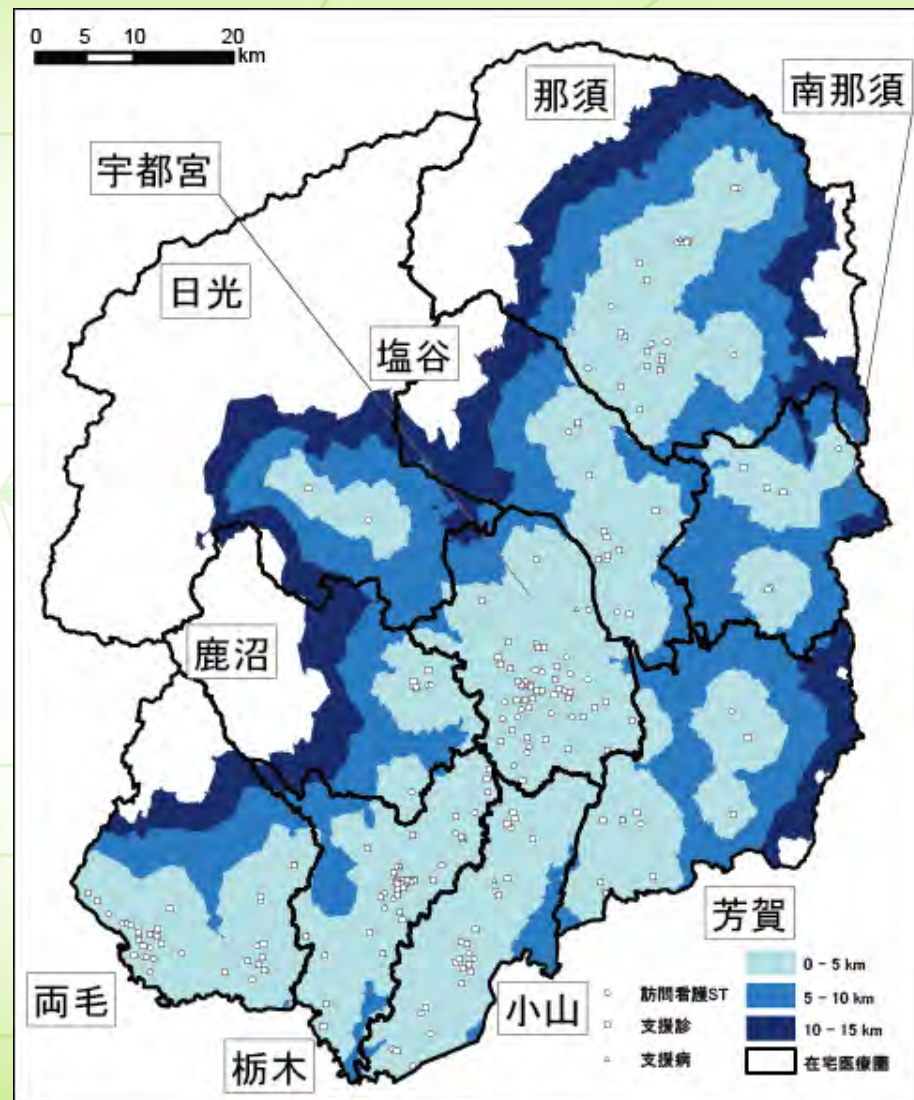 0 5 10 20
km
那須
南那須
宇都宮
日光
塩谷
鹿沼
芳賀
両毛
小山
栃木
訪問看護ST
支援診
支援病
0 - 5 km
5 - 10 km
10 - 15 km
在宅医療圏